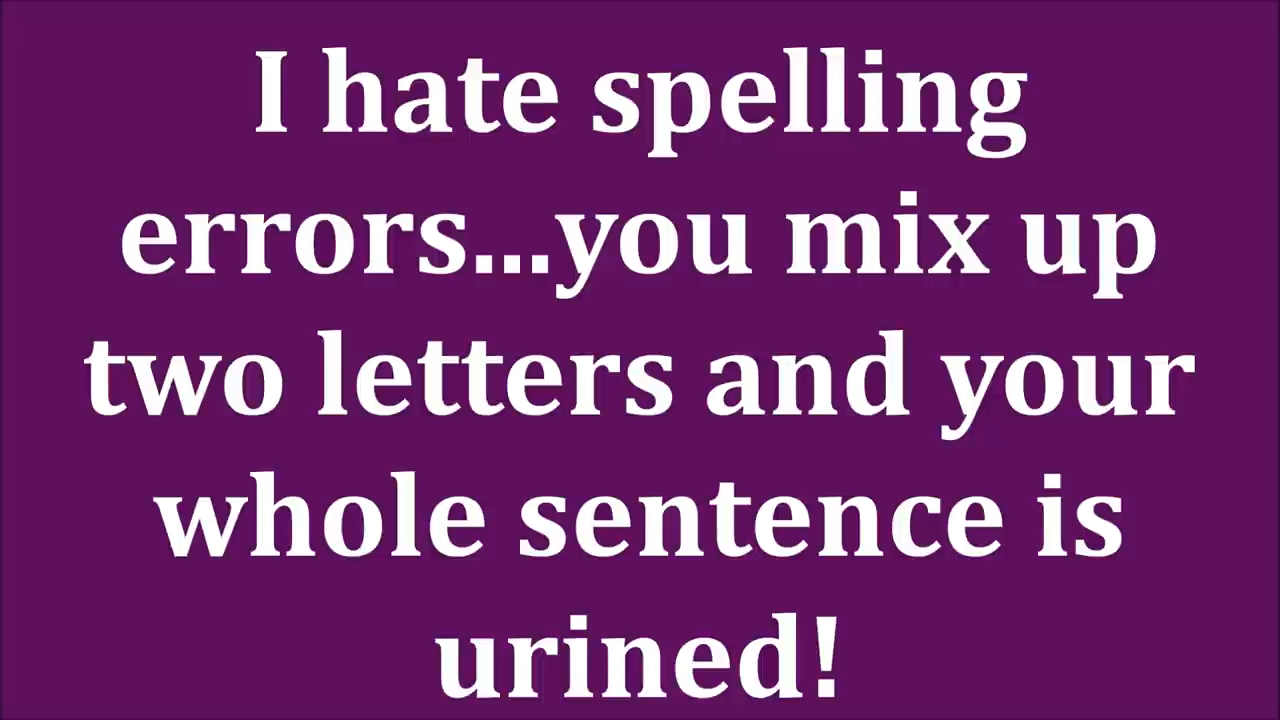 I hate spelling
errors...you mix up
two letters and your
whole sentence is
urined!